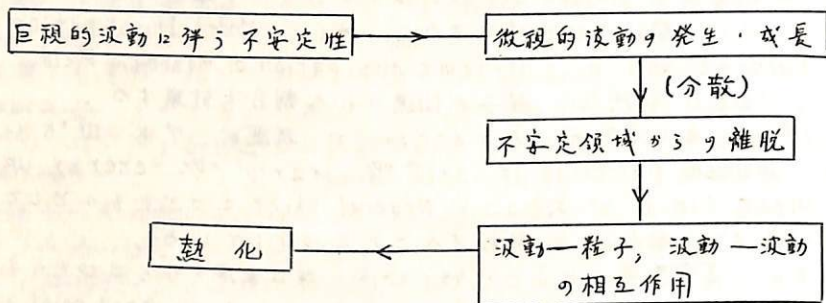 巨視的波動に伴う不安定性
微視的波動の発生・成長
(分散)
不安定領域からの離脱
波動—粒子, 波動—波動
の相互作用
熱化